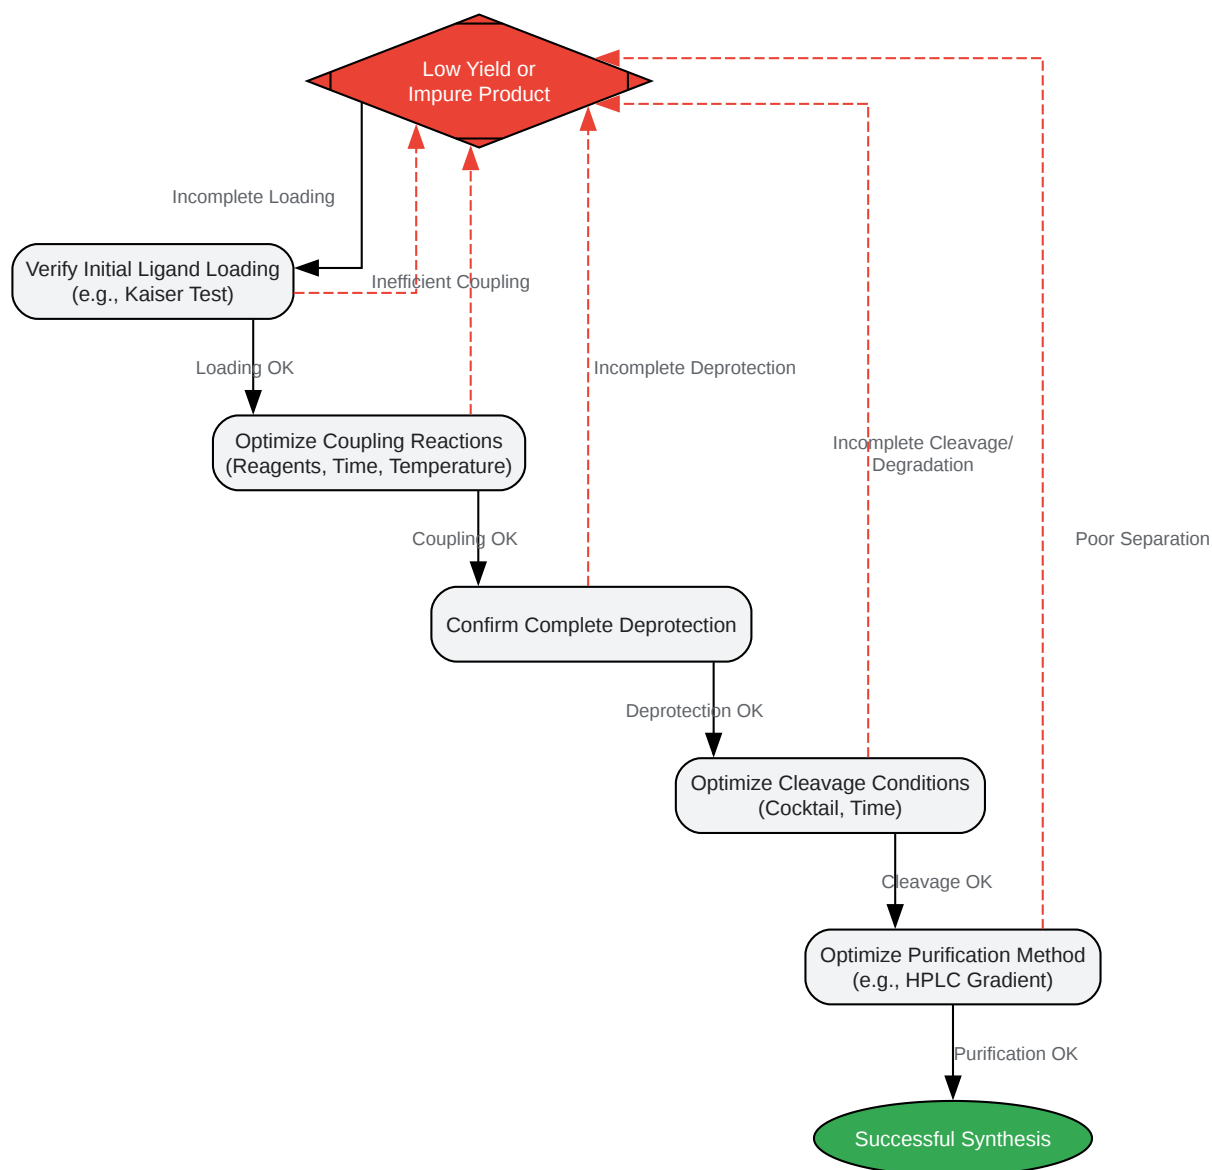 Low Yield or
Impure Product
Incomplete Loading
Verify Initial Ligand Loading
(e.g., Kaiser Test)
Inefficient Coupling
Loading OK
Incomplete Deprotection
Optimize Coupling Reactions
(Reagents, Time, Temperature)
Incomplete Cleavage/
Degradation
Coupling OK
Poor Separation
Confirm Complete Deprotection
Deprotection OK
Optimize Cleavage Conditions
(Cocktail, Time)
Cleavage OK
Optimize Purification Method
(e.g., HPLC Gradient)
Purification OK
Successful Synthesis